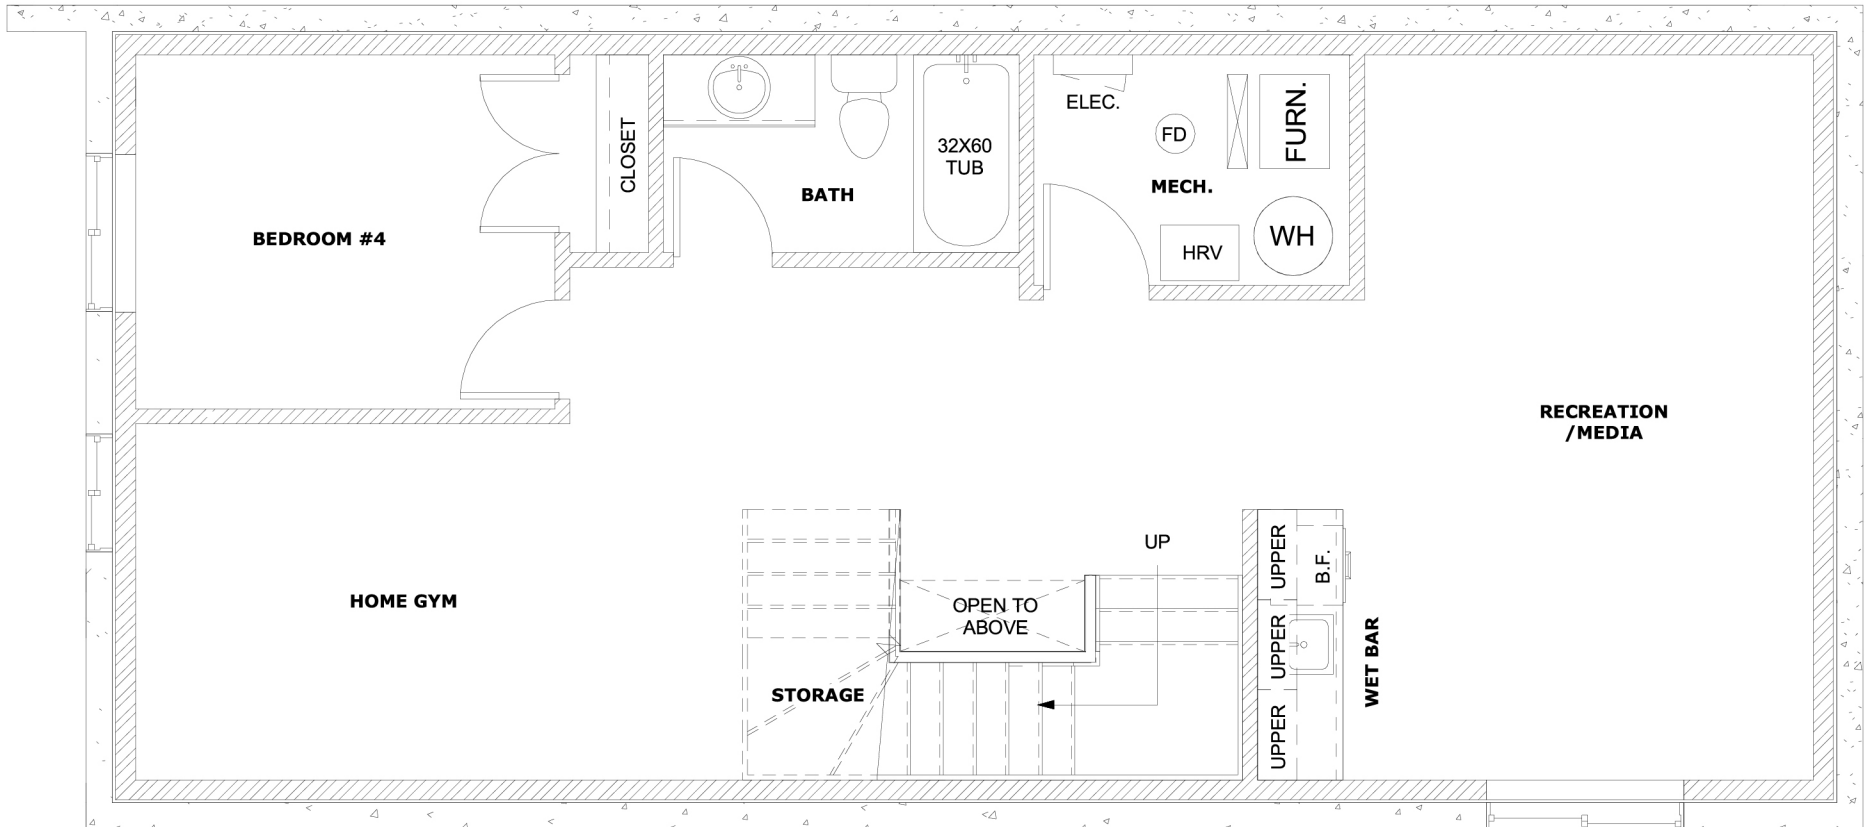 ELEC.
FURN.
FD
CLOSET
32X60
TUB
MECH.
BATH
BEDROOM #4
WH
HRV
RECREATION
/MEDIA
UP
UPPER
B.F.
HOME GYM
OPEN TO
ABOVE
UPPER
WET BAR
STORAGE
UPPER